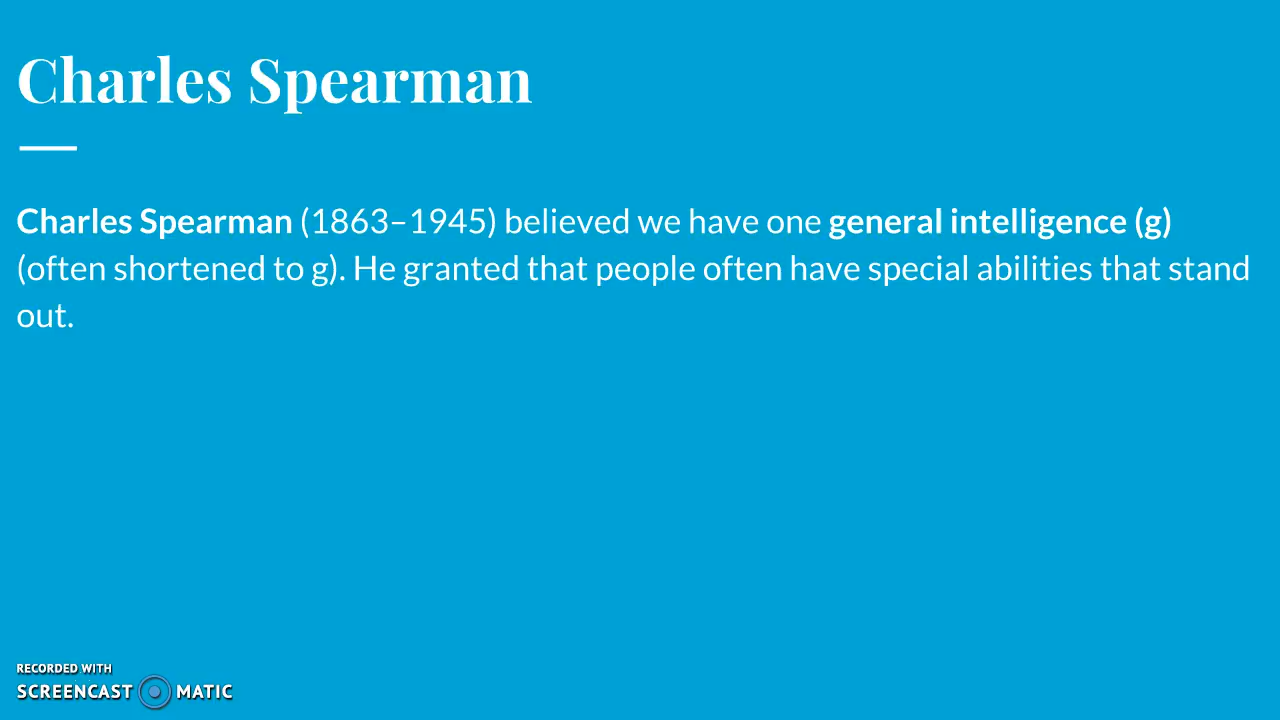 Charles Spearman
Charles Spearman (1863–1945) believed we have one general intelligence (g)
(often shortened to g). He granted that people often have special abilities that stand
out.
RECORDED WITH
SCREENCAST MATIC